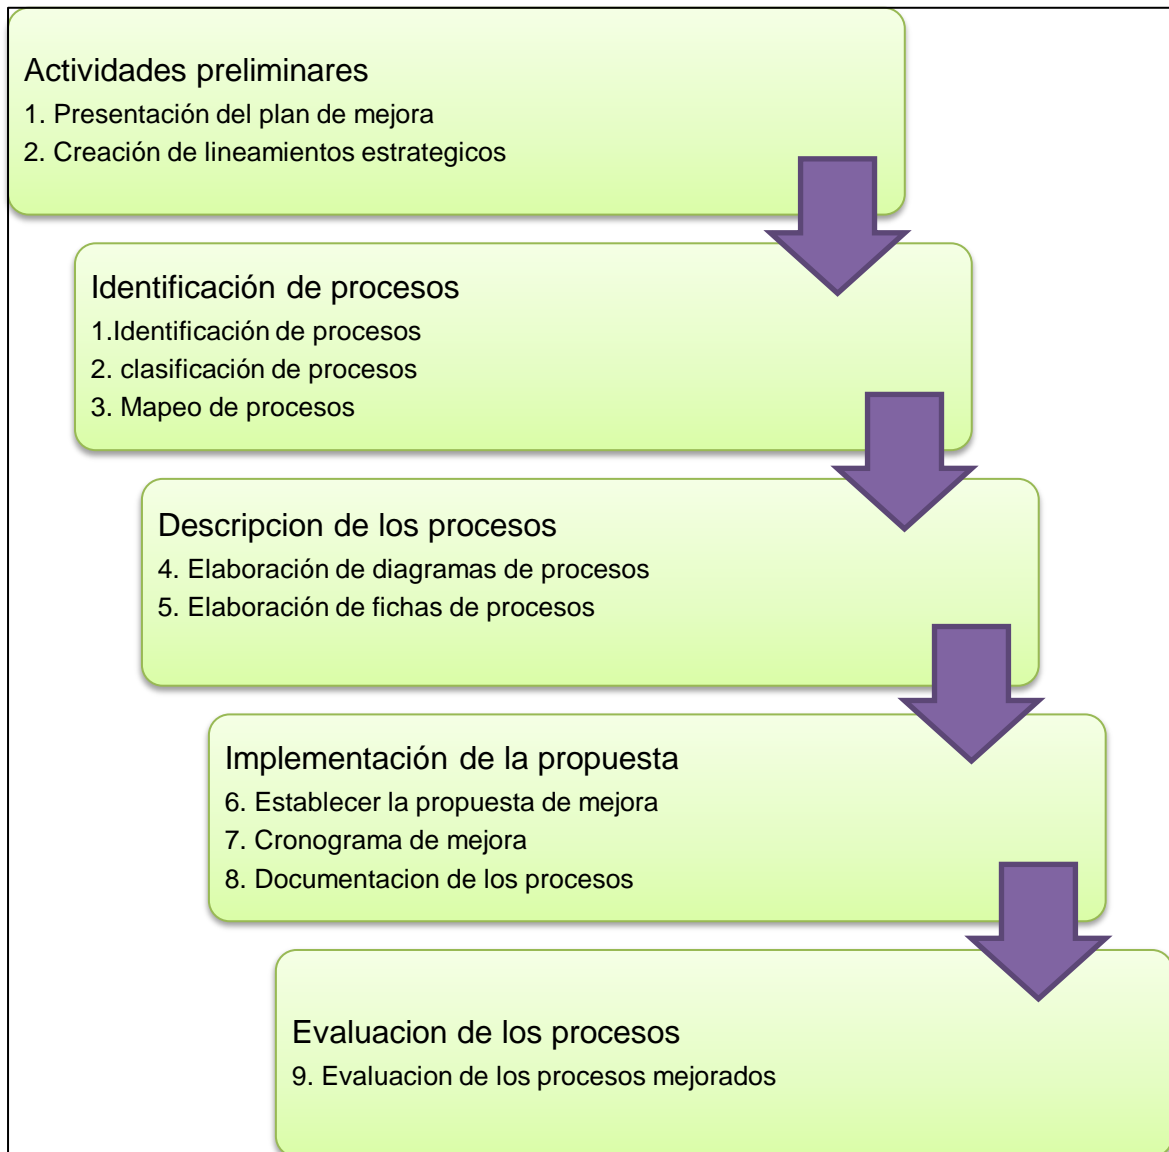 Actividades preliminares
1. Presentación del plan de mejora
2. Creación de lineamientos estrategicos
Identificación de procesos
1.Identificación de procesos
2. clasificación de procesos
3. Mapeo de procesos
Descripcion de los procesos
4. Elaboración de diagramas de procesos
5. Elaboración de fichas de procesos
Implementación de la propuesta
6. Establecer la propuesta de mejora
7. Cronograma de mejora
8. Documentacion de los procesos
Evaluacion de los procesos
9. Evaluacion de los procesos mejorados